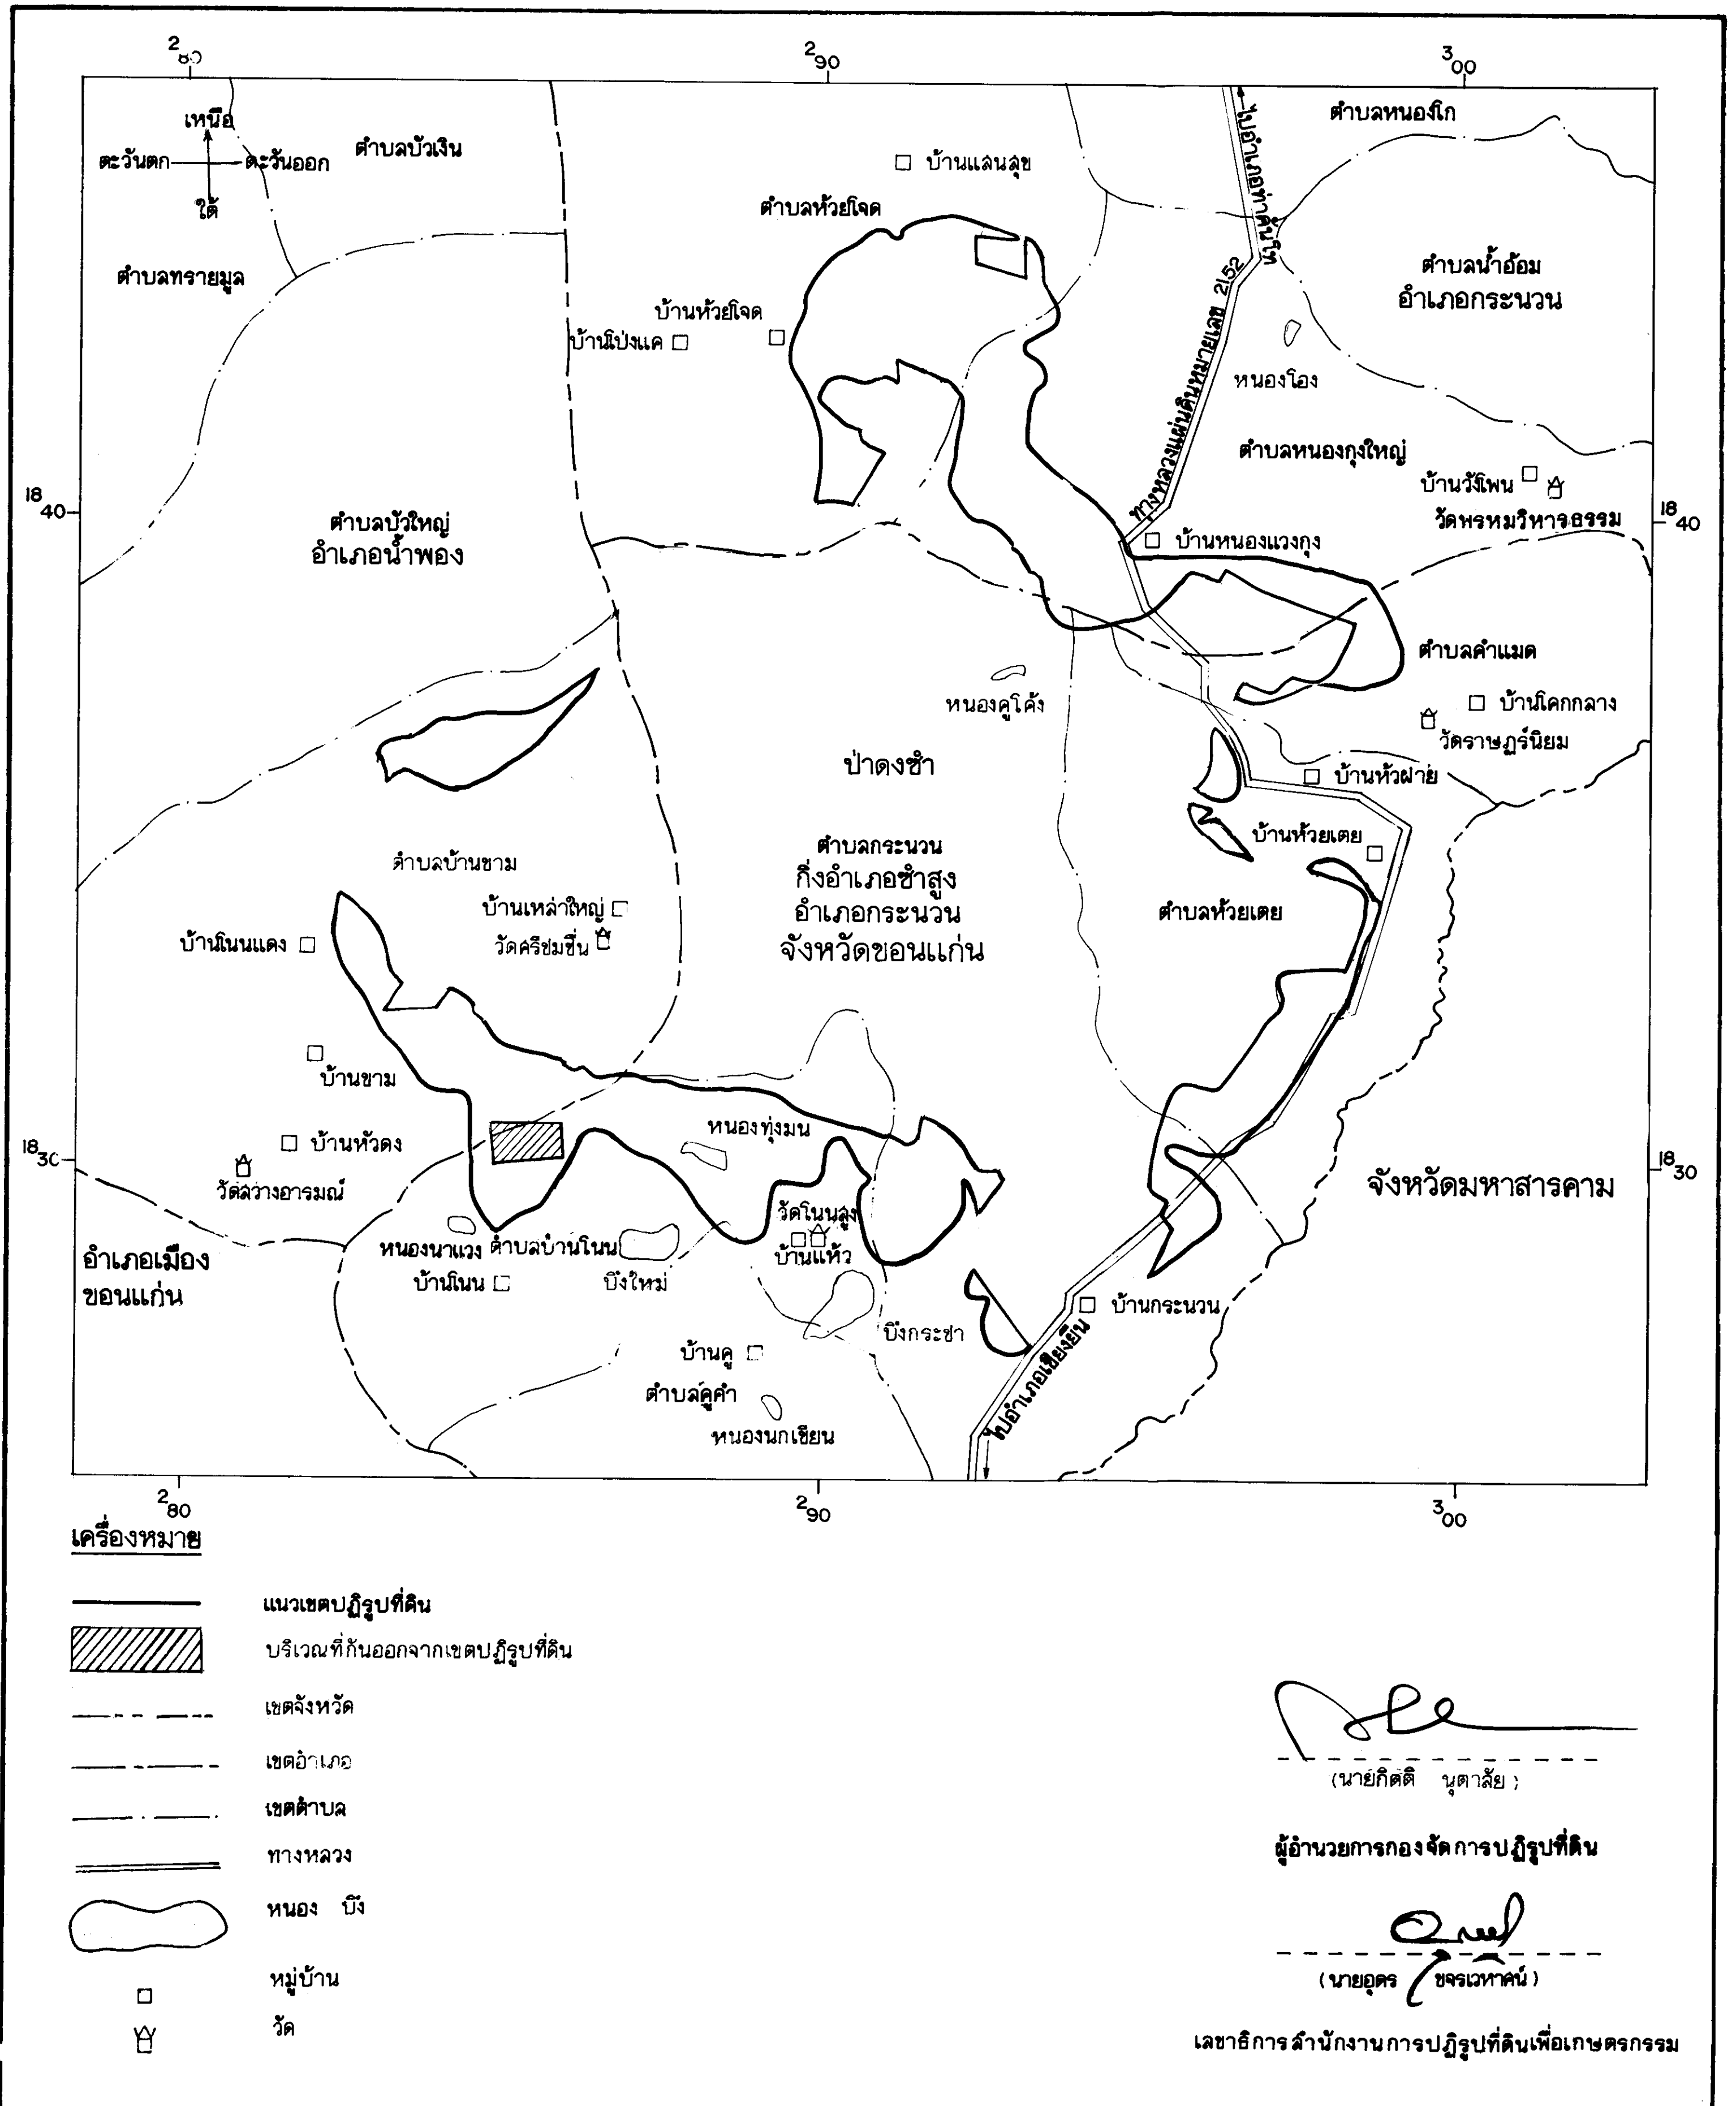 280 290 300
เหนือ
ตะวันตก ตะวันออก
ใต้
ตำบลบัวเงิน
ตำบลหนองโก
ไปอำเภอท่าคันโท
บ้านแสนสุข
ตำบลห้วยโจด
ตำบลทรายมูล
ตำบลน้ำอ้อม
อำเภอกระนวน
บ้านห้วยโจด
บ้านโป่งแค
ทางหลวงแผ่นดินหมายเลข 2152
หนองโอง
ตำบลหนองกุงใหญ่
บ้านวังโพน
วัดพรหมวิหารธรรม
1840
1840
ตำบลบัวใหญ่
อำเภอน้ำพอง
บ้านหนองแวงกุง
ตำบลคำแมด
หนองคูโค้ง
บ้านโคกกลาง
วัดราษฎร์นิยม
ป่าดงซำ
บ้านหัวฝาย
บ้านห้วยเตย
ตำบลบ้านขาม
ตำบลกระนวน
กิ่งอำเภอซำสูง
อำเภอกระนวน
จังหวัดขอนแก่น
บ้านเหล่าใหญ่
วัดศรีชมชื่น
ตำบลห้วยเตย
บ้านโนนแดง
บ้านขาม
บ้านหัวดง
วัดสว่างอารมณ์
หนองทุ่งมน
1830
1830
จังหวัดมหาสารคาม
วัดโนนสูง
บ้านแห้ว
หนองนาแวง
ตำบลบ้านโนน
บ้านโนน
บึงใหม่
อำเภอเมือง
ขอนแก่น
บ้านกระนวน
บึงกระชา
บ้านคู
ตำบลคูคำ
หนองนกเขียน
ไปอำเภอเชียงยืน
280 290 300
เครื่องหมาย
แนวเขตปฏิรูปที่ดิน
บริเวณที่กันออกจากเขตปฏิรูปที่ดิน
เขตจังหวัด
เขตอำเภอ
เขตตำบล
ทางหลวง
หนอง บึง
หมู่บ้าน
วัด
(นายกิตติ นุตาลัย)
ผู้อำนวยการกองจัดการปฏิรูปที่ดิน
(นายอุดร ขจรเวหาศน์)
เลขาธิการสำนักงานการปฏิรูปที่ดินเพื่อเกษตรกรรม